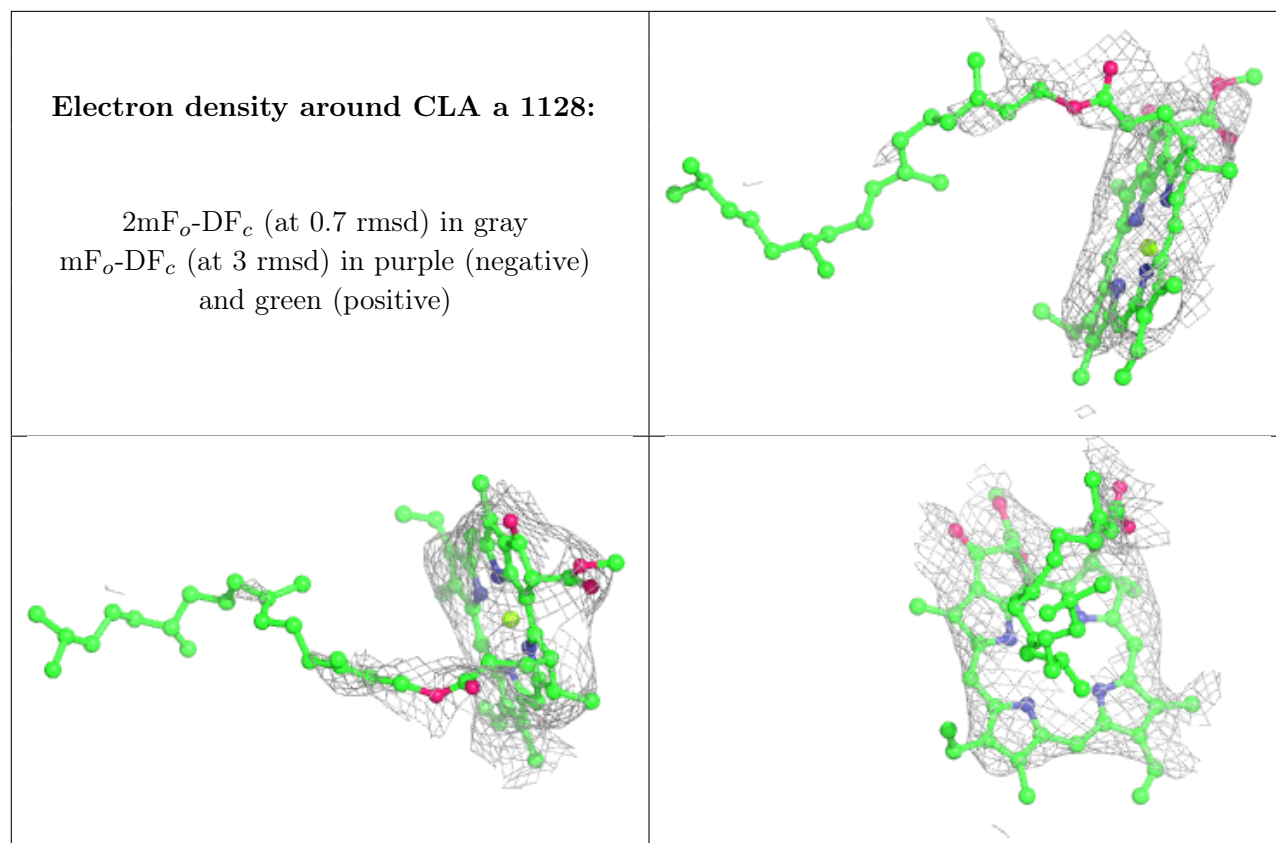 Electron density around CLA a 1128:
2mFo-DFc (at 0.7 rmsd) in gray
mFo-DFc (at 3 rmsd) in purple (negative)
and green (positive)